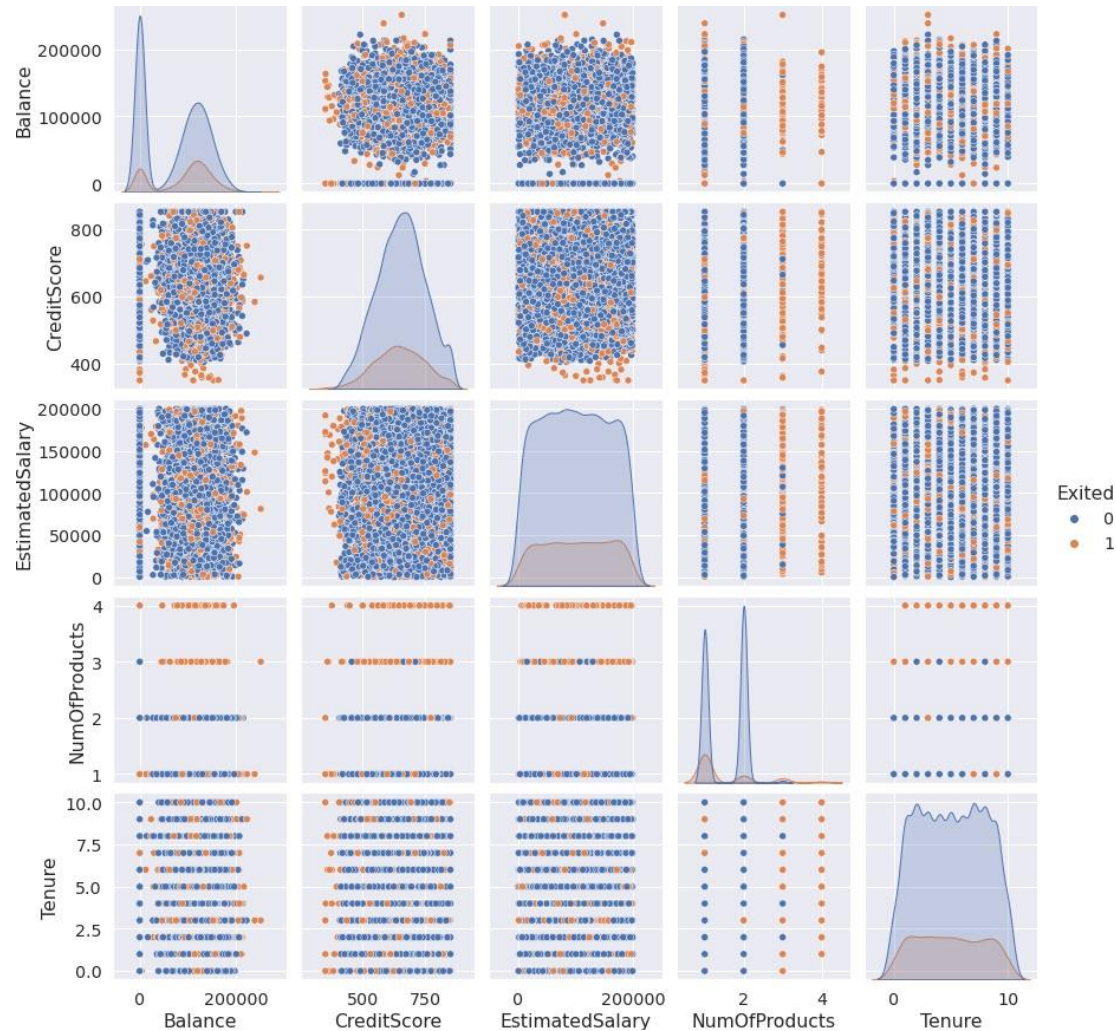 Balance
200000
100000
0
CreditScore
800
600
400
EstimatedSalary
200000
150000
100000
50000
0
Exited
0
1
NumOfProducts
4
3
2
1
Tenure
10.0
7.5
5.0
2.5
0.0
0 200000 500 750 0 200000 2 4 0 10
Balance CreditScore EstimatedSalary NumOfProducts Tenure